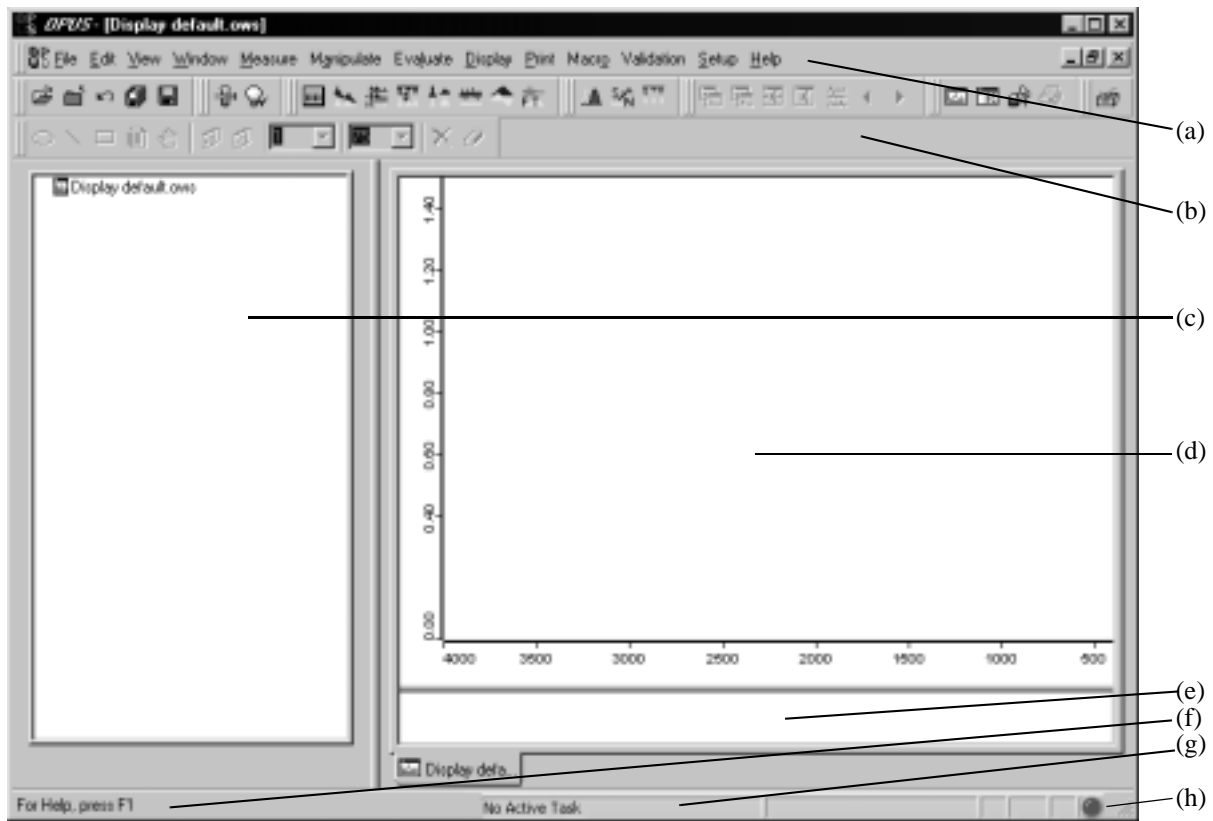 OPUS - [Display default.ows]
File Edit View Window Measure Manipulate Evaluate Display Print Macro Validation Setup Help
(a)
(b)
Display default.ows
1.40
1.20
1.00
0.80
0.60
0.40
0.00
4000 3500 3000 2500 2000 1500 1000 500
(c)
(d)
(e)
(f)
(g)
Display defa...
For Help, press F1
No Active Task
(h)